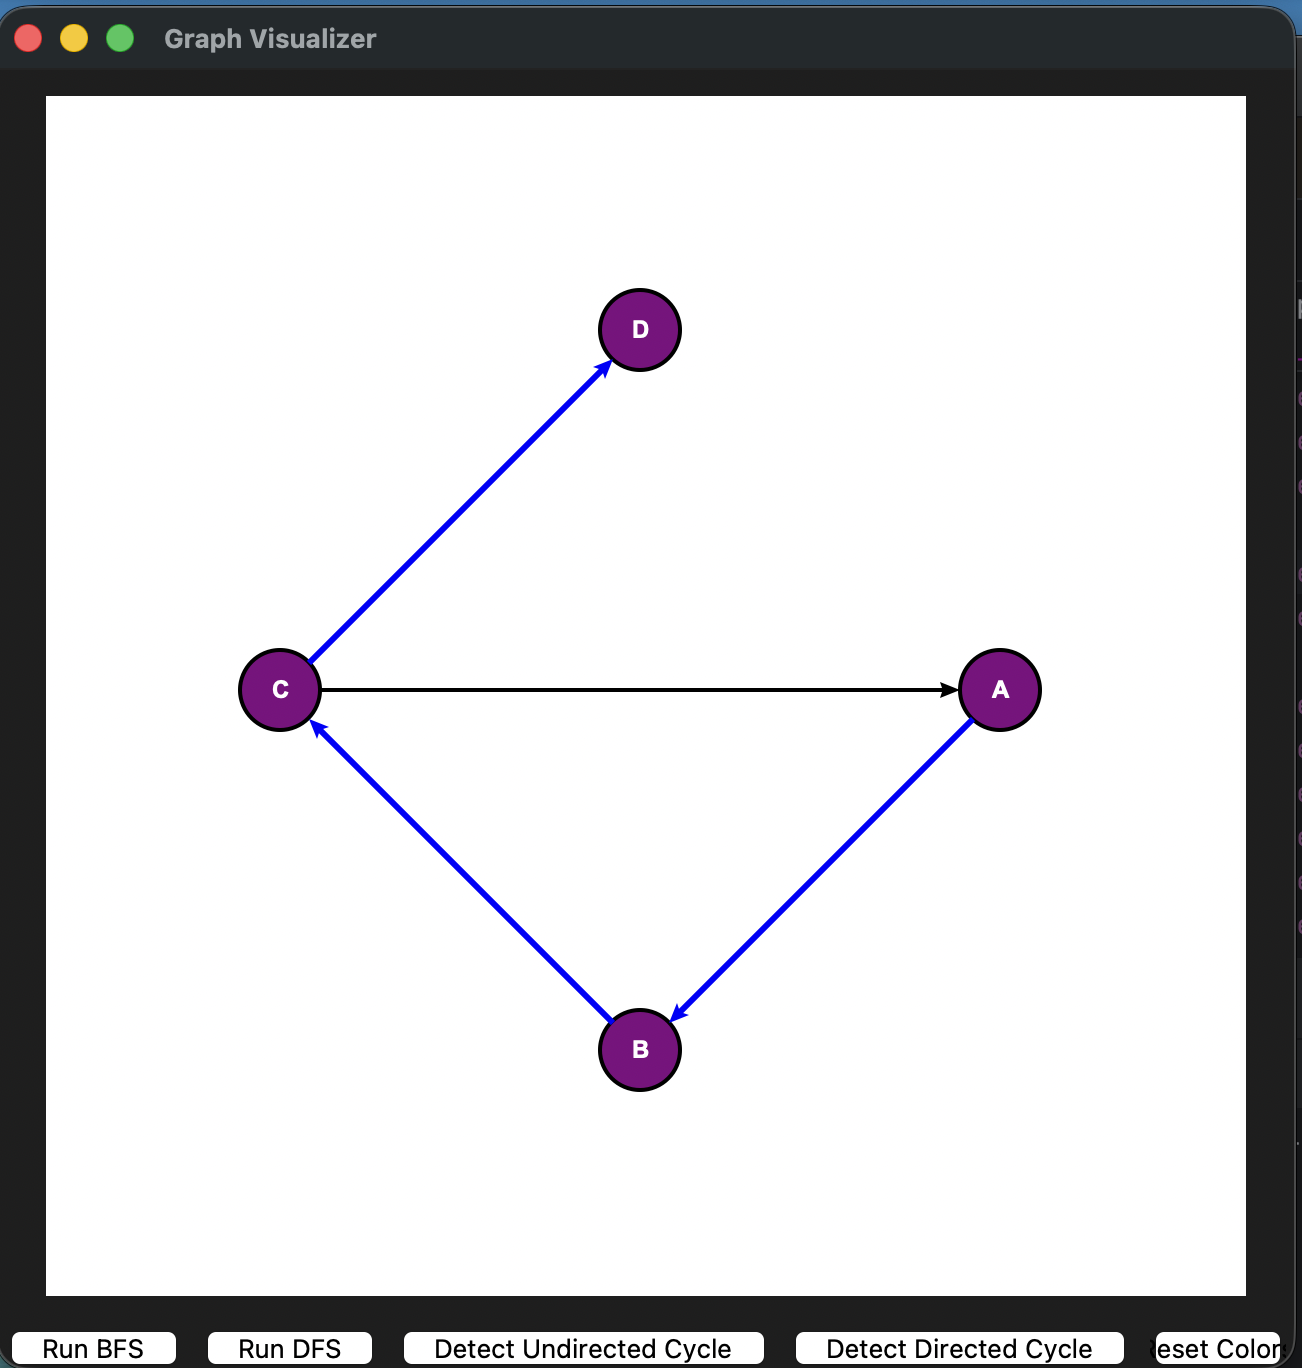 Graph Visualizer
D
C
A
B
Run BFS
Run DFS
Detect Undirected Cycle
Detect Directed Cycle
eset Color